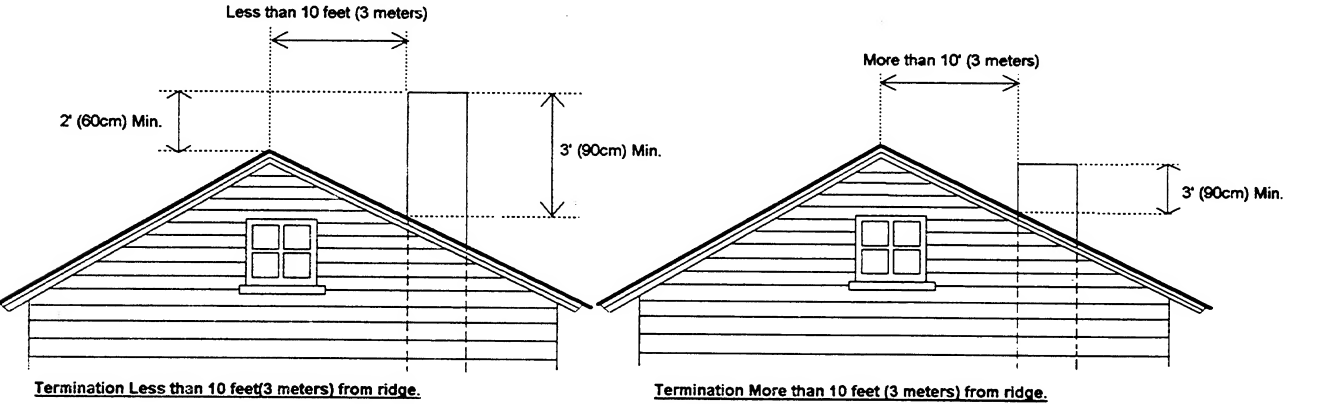 Less than 10 feet (3 meters)
2' (60cm) Min.
3' (90cm) Min.
Termination Less than 10 feet(3 meters) from ridge.
More than 10' (3 meters)
3' (90cm) Min.
Termination More than 10 feet (3 meters) from ridge.